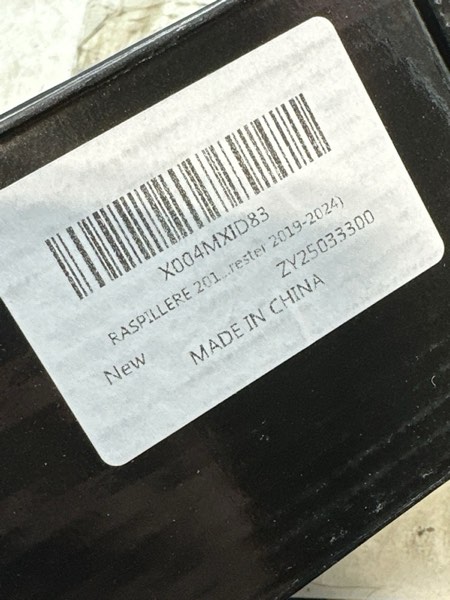 X004MXID83
RASPILLERE 201...rester 2019-2024)
New
ZY25033300
MADE IN CHINA